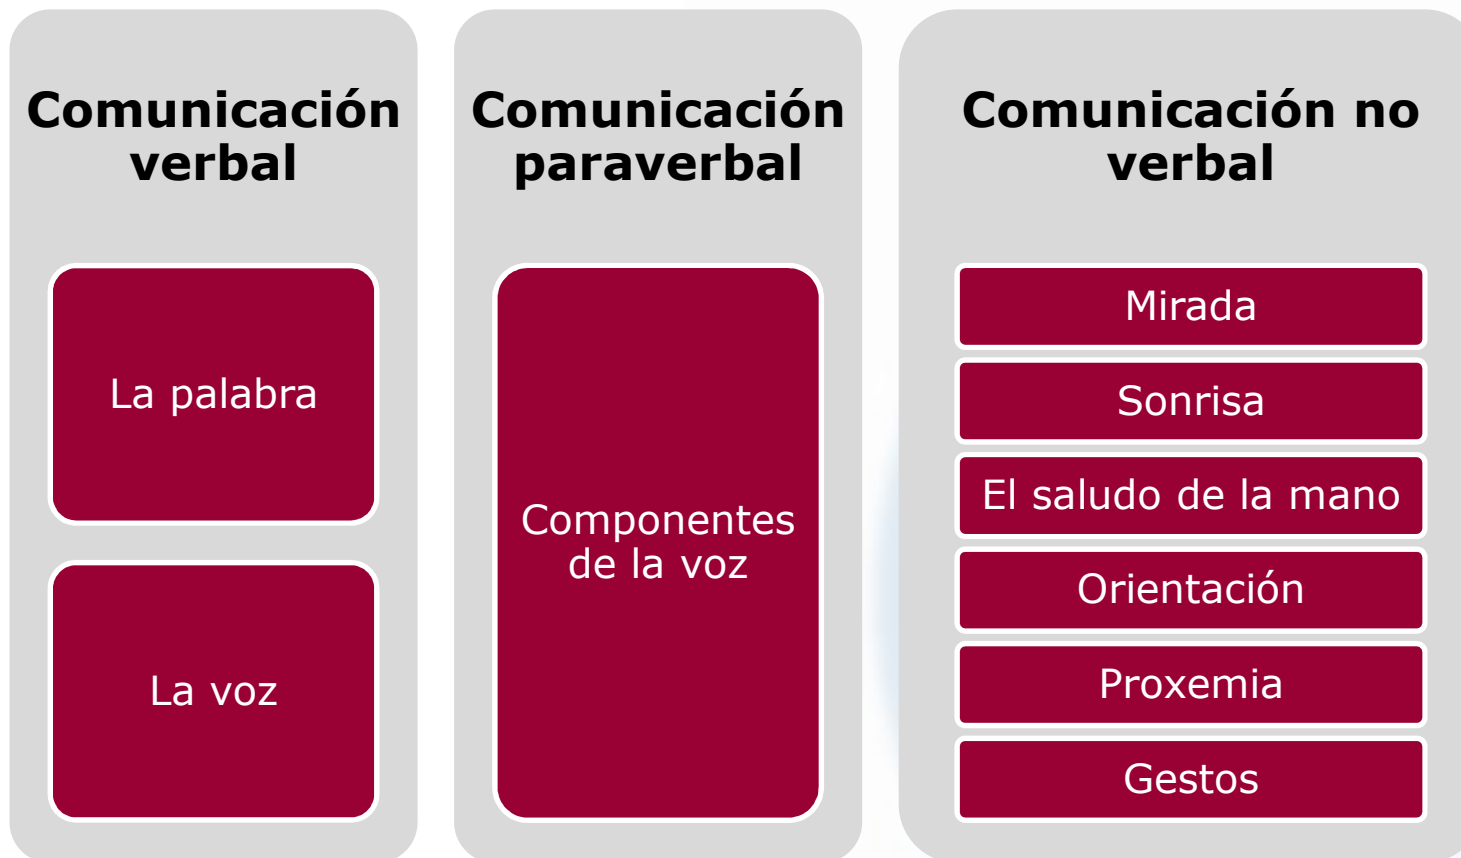 Comunicación
verbal
La palabra
La voz
Comunicación
paraverbal
Componentes
de la voz
Comunicación no
verbal
Mirada
Sonrisa
El saludo de la mano
Orientación
Proxemia
Gestos